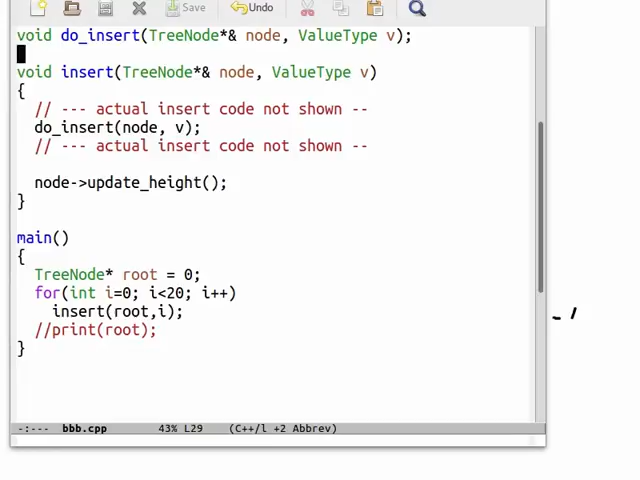 Save Undo
void do_insert(TreeNode*& node, ValueType v);
void insert(TreeNode*& node, ValueType v)
{
// --- actual insert code not shown --
do_insert(node, v);
// --- actual insert code not shown --
node->update_height();
}
main()
{
TreeNode* root = 0;
for(int i=0; i<20; i++)
insert(root,i);
//print(root);
}
-:--- bbb.cpp 43% L29 (C++/l +2 Abbrev)